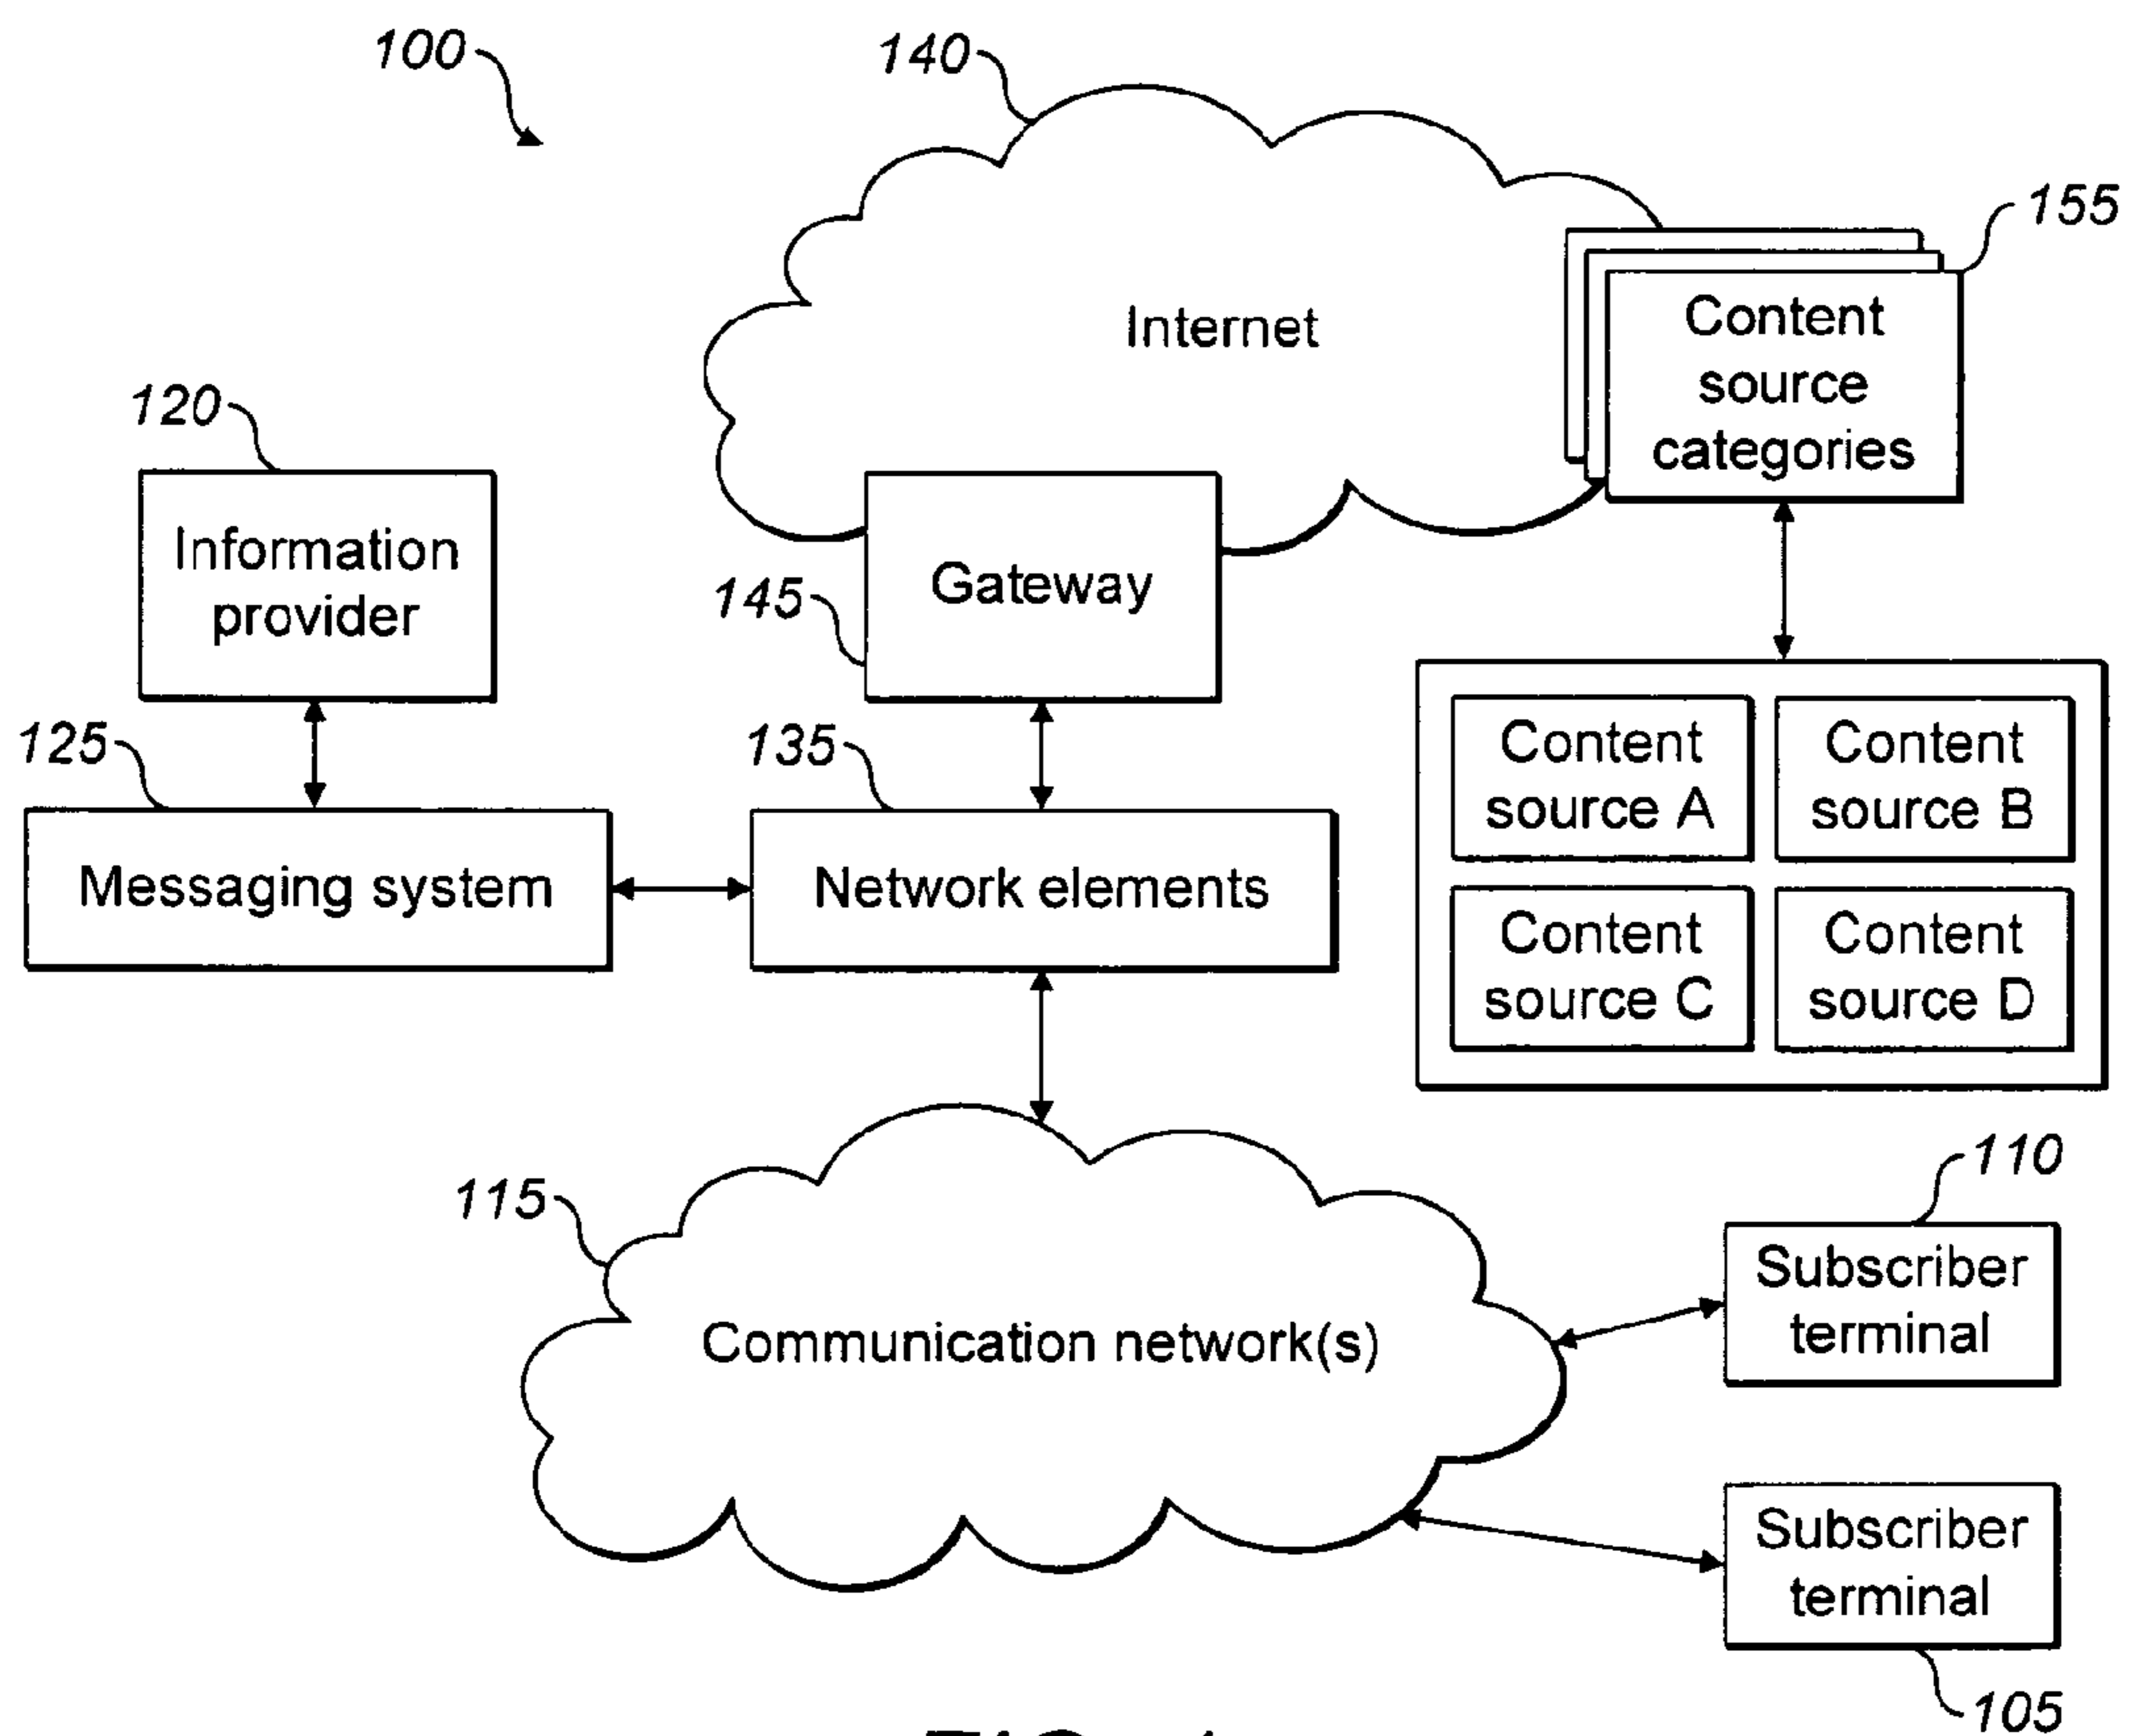 100
140
155
Internet
Content
source
categories
120
Information
provider
145
Gateway
125
135
Messaging system
Network elements
Content
source A
Content
source B
Content
source C
Content
source D
110
115
Subscriber
terminal
Communication network(s)
Subscriber
terminal
105